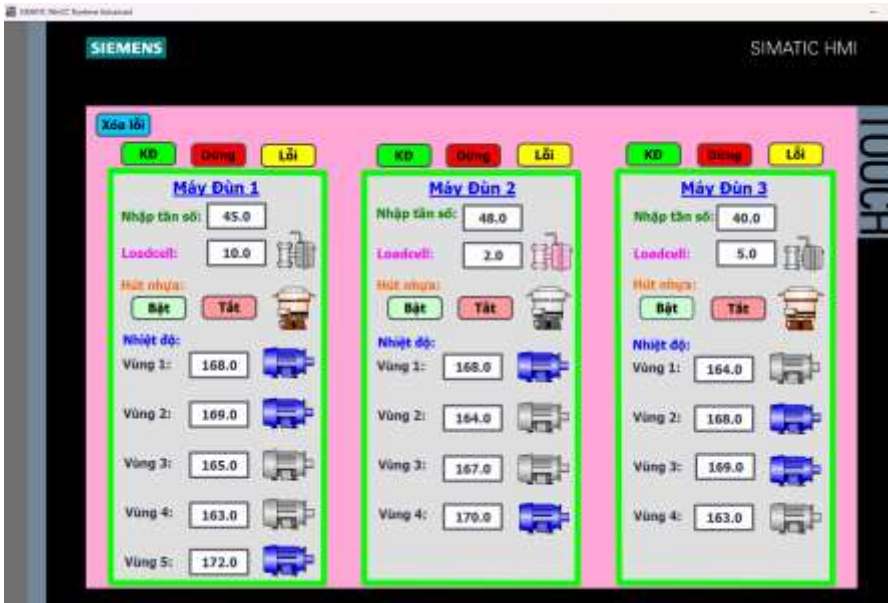 SIMATIC WinCC Runtime Advanced
SIEMENS
SIMATIC HMI
TOUCH
Xóa lỗi
KĐ Dừng Lỗi
Máy Đùn 1
Nhập tần số: 45.0
Loadcell: 10.0
Hút nhựa:
Bật Tắt
Nhiệt độ:
Vùng 1: 168.0
Vùng 2: 169.0
Vùng 3: 165.0
Vùng 4: 163.0
Vùng 5: 172.0
KĐ Dừng Lỗi
Máy Đùn 2
Nhập tần số: 48.0
Loadcell: 2.0
Hút nhựa:
Bật Tắt
Nhiệt độ:
Vùng 1: 168.0
Vùng 2: 164.0
Vùng 3: 167.0
Vùng 4: 170.0
KĐ Dừng Lỗi
Máy Đùn 3
Nhập tần số: 40.0
Loadcell: 5.0
Hút nhựa:
Bật Tắt
Nhiệt độ:
Vùng 1: 164.0
Vùng 2: 168.0
Vùng 3: 169.0
Vùng 4: 163.0